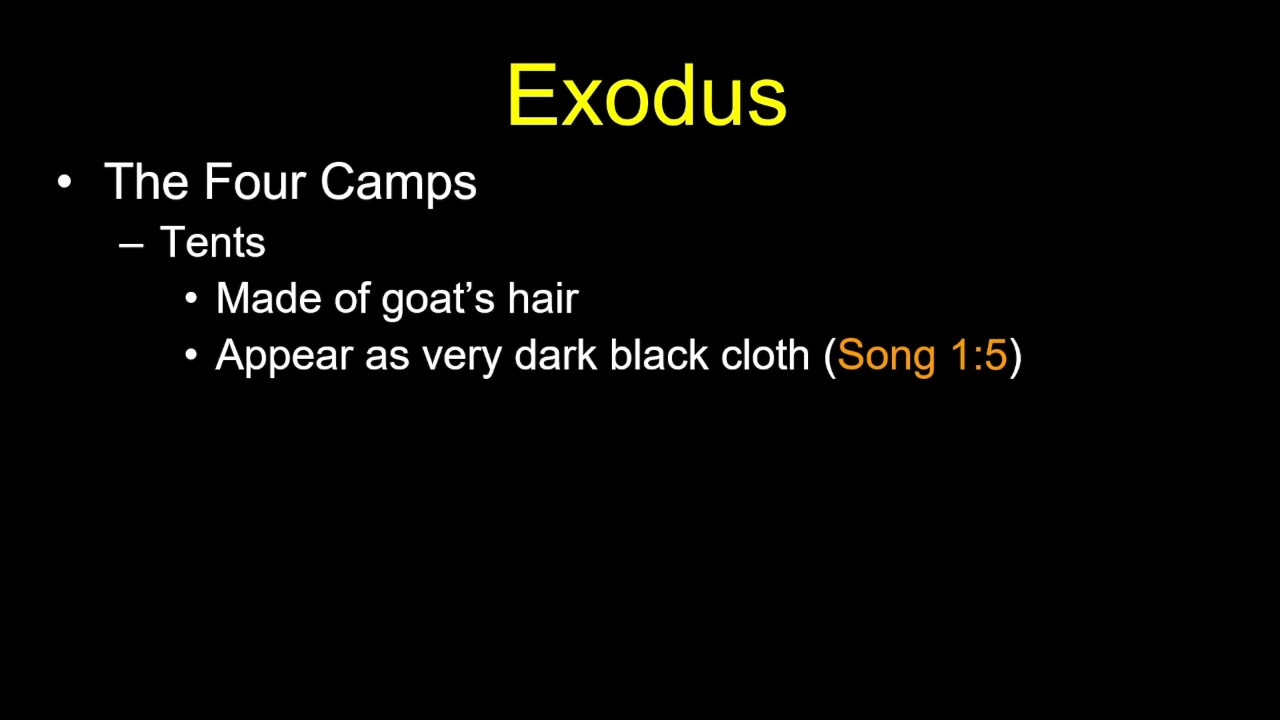 Exodus
• The Four Camps
– Tents
• Made of goat’s hair
• Appear as very dark black cloth (Song 1:5)